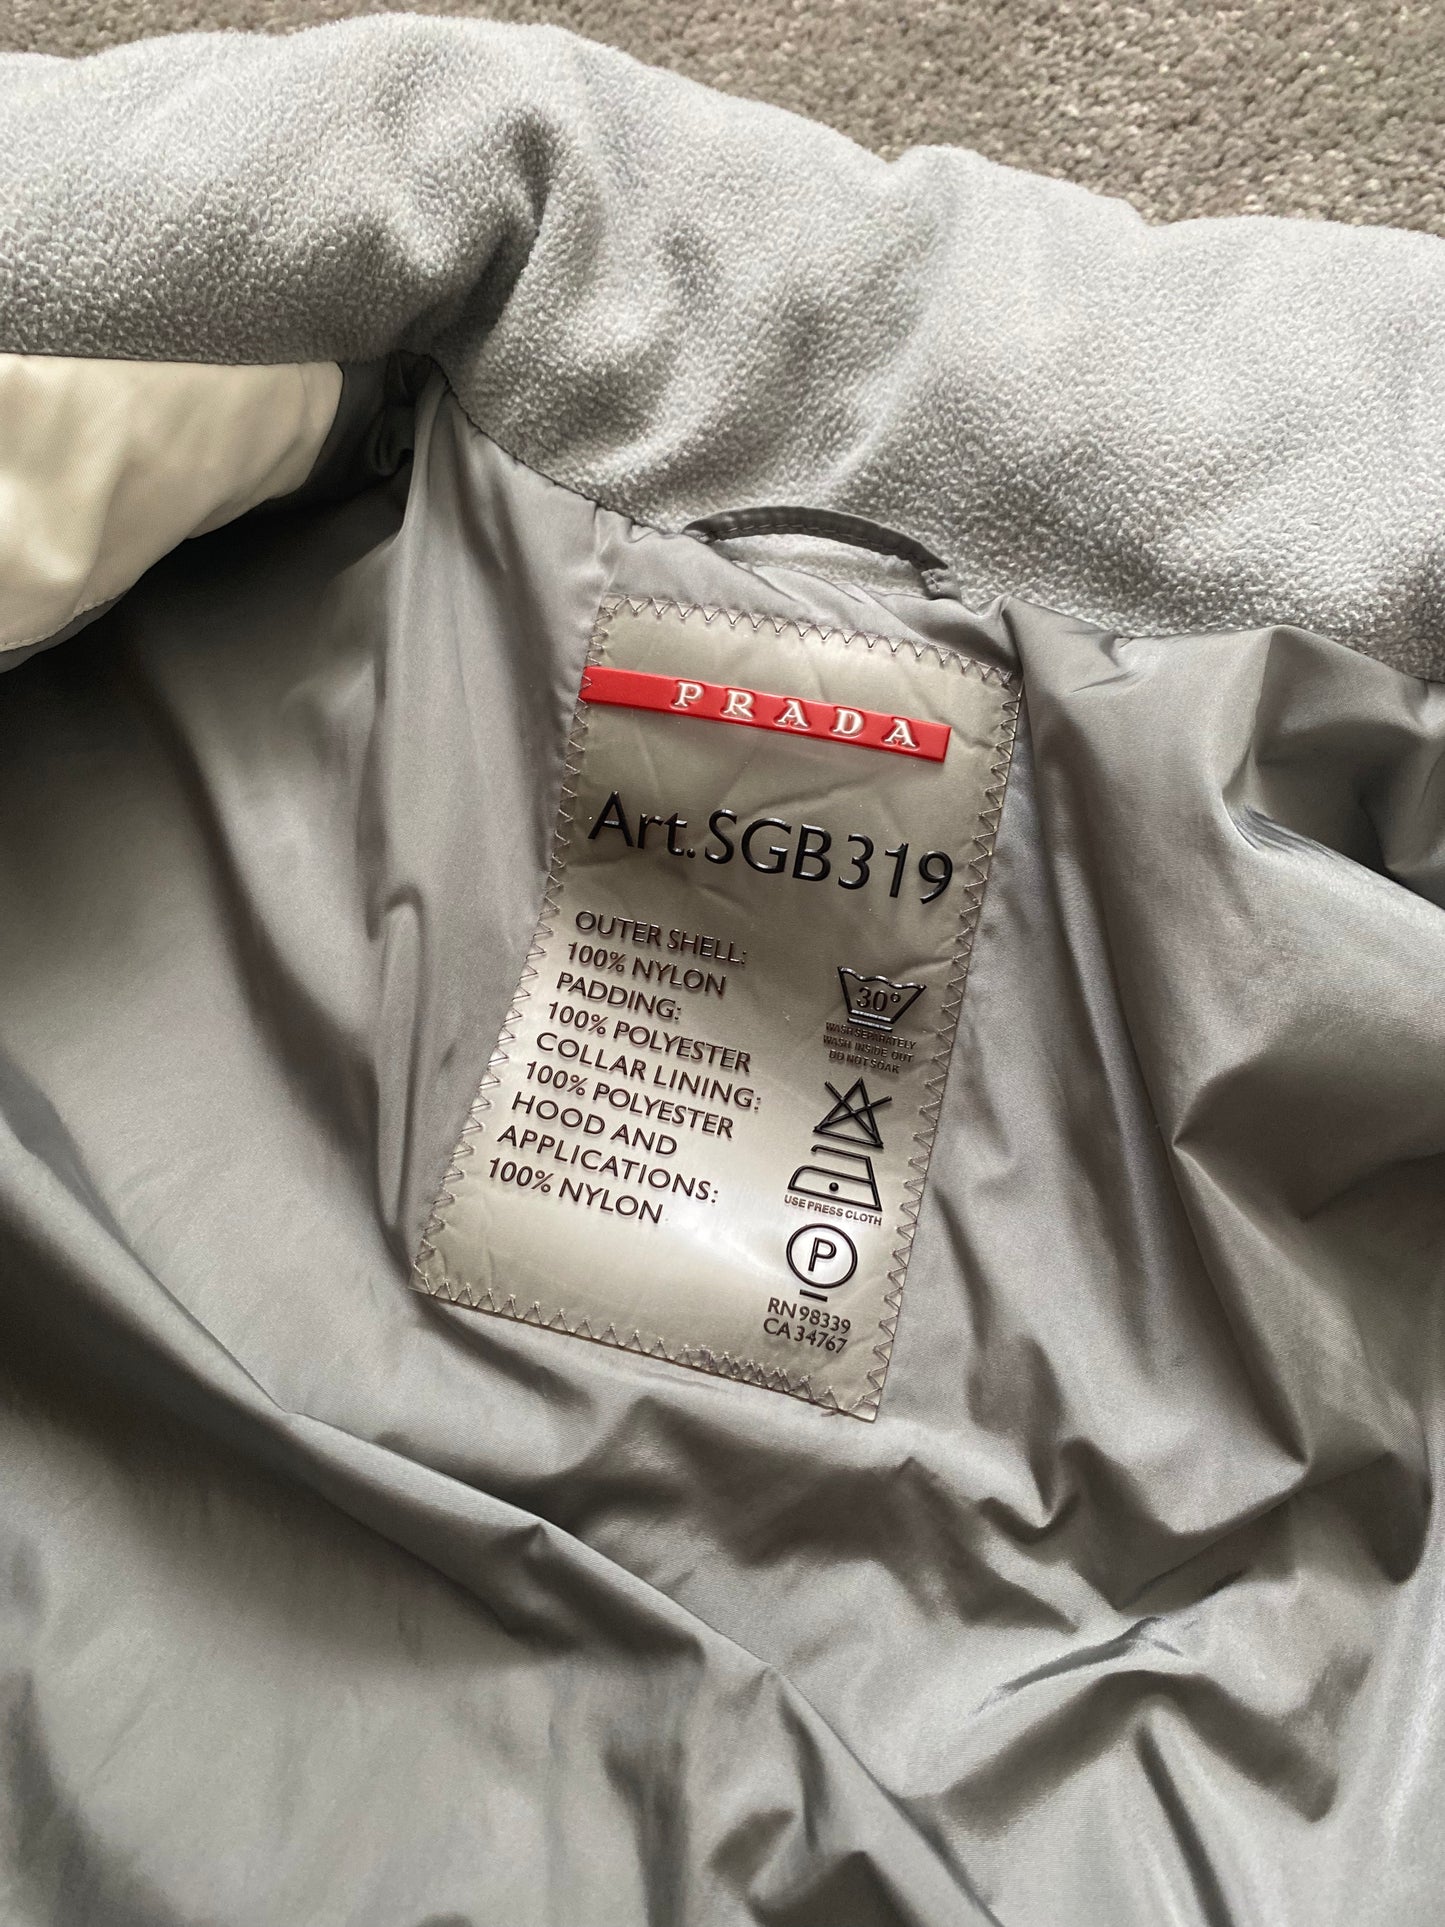 PRADA
Art.SGB319
OUTER SHELL:
100% NYLON
PADDING:
100% POLYESTER
COLLAR LINING:
100% POLYESTER
HOOD AND
APPLICATIONS:
100% NYLON
30°
WASH SEPARATELY
WASH INSIDE OUT
DO NOT SOAK
USE PRESS CLOTH
P
RN 98339
CA 34767